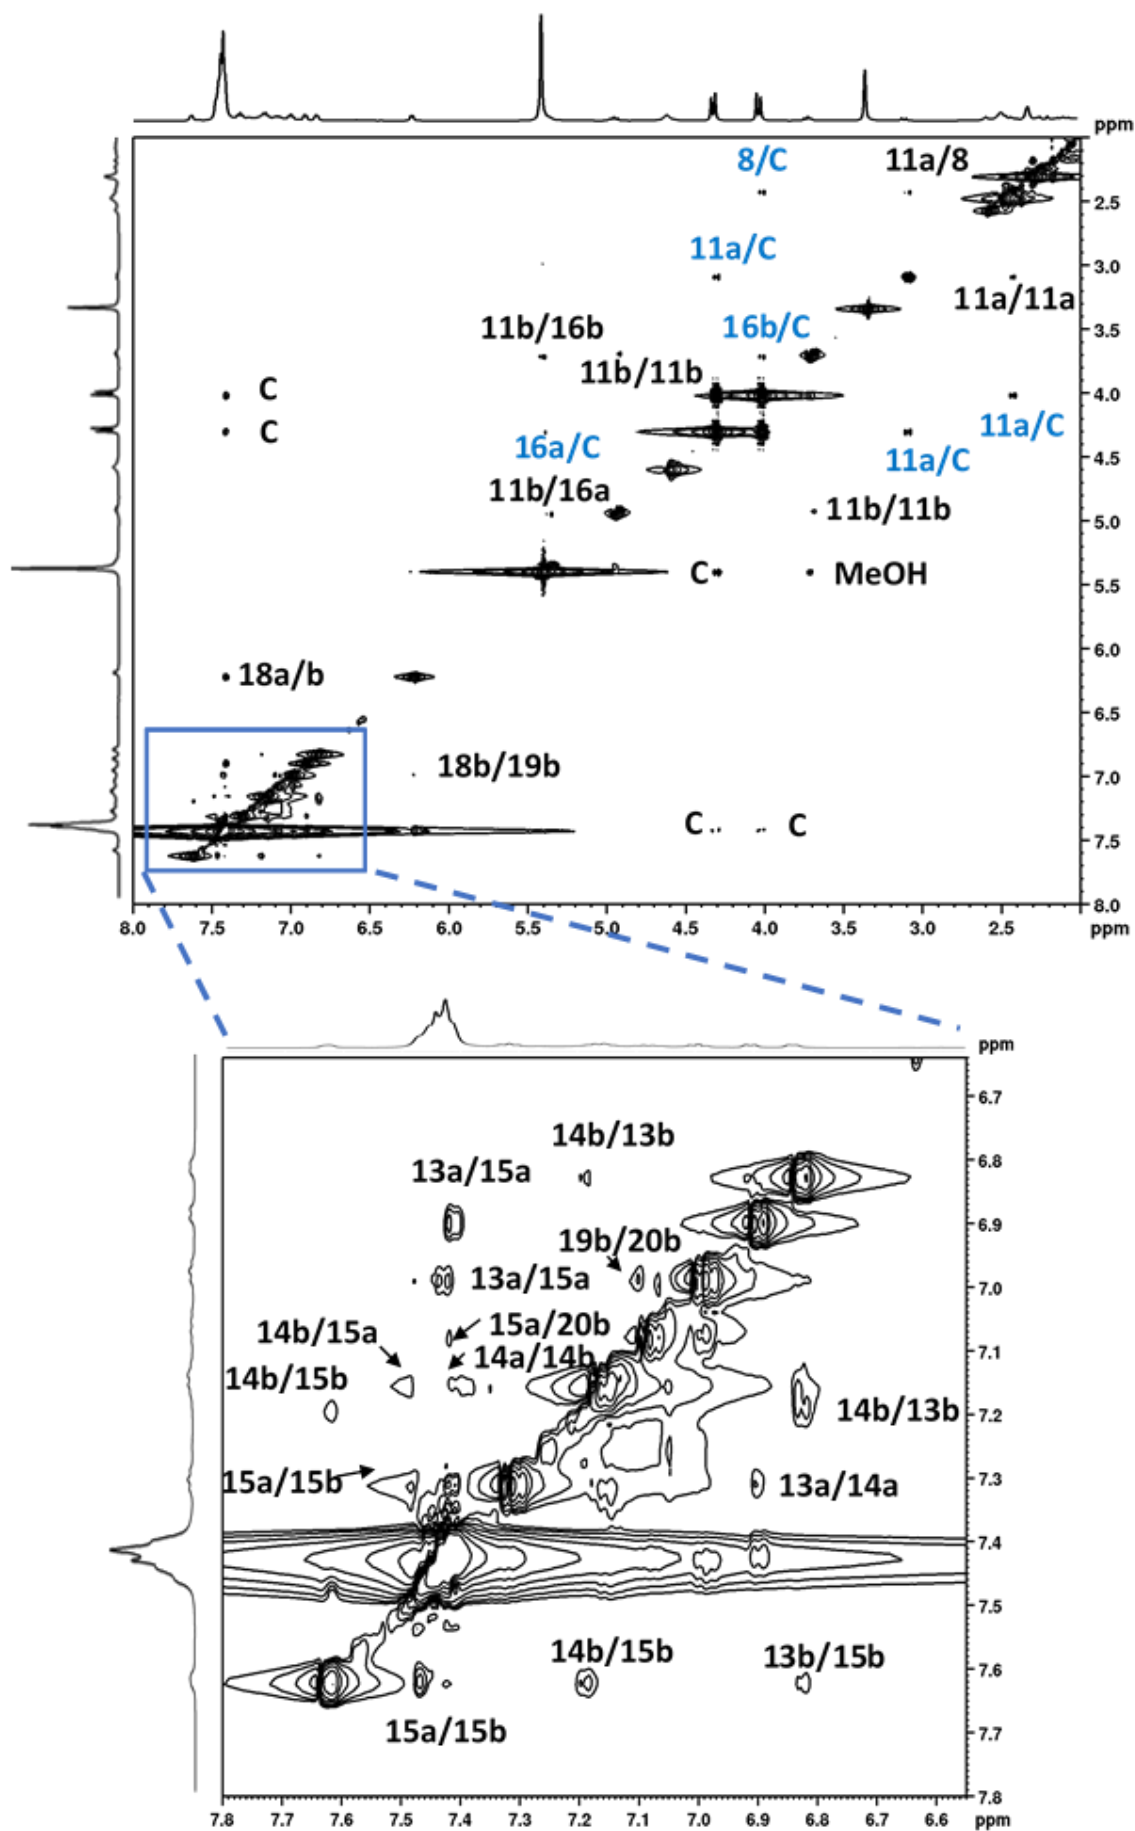 ppm
8/C 11a/8
2.5
11a/C
3.0
11a/11a
11b/16b 16b/C
3.5
11b/11b
C
4.0
C 11a/C
16a/C 11a/C
4.5
11b/16a
11b/11b
5.0
C MeOH
5.5
6.0
18a/b
6.5
18b/19b
7.0
C C
7.5
8.0
8.0 7.5 7.0 6.5 6.0 5.5 5.0 4.5 4.0 3.5 3.0 2.5 ppm
ppm
6.7
14b/13b
6.8
13a/15a
6.9
19b/20b
13a/15a
7.0
15a/20b
14b/15a
14a/14b
7.1
14b/15b
14b/13b
7.2
15a/15b 13a/14a
7.3
7.4
7.5
14b/15b 13b/15b
7.6
15a/15b
7.7
7.8
7.8 7.7 7.6 7.5 7.4 7.3 7.2 7.1 7.0 6.9 6.8 6.7 6.6 ppm